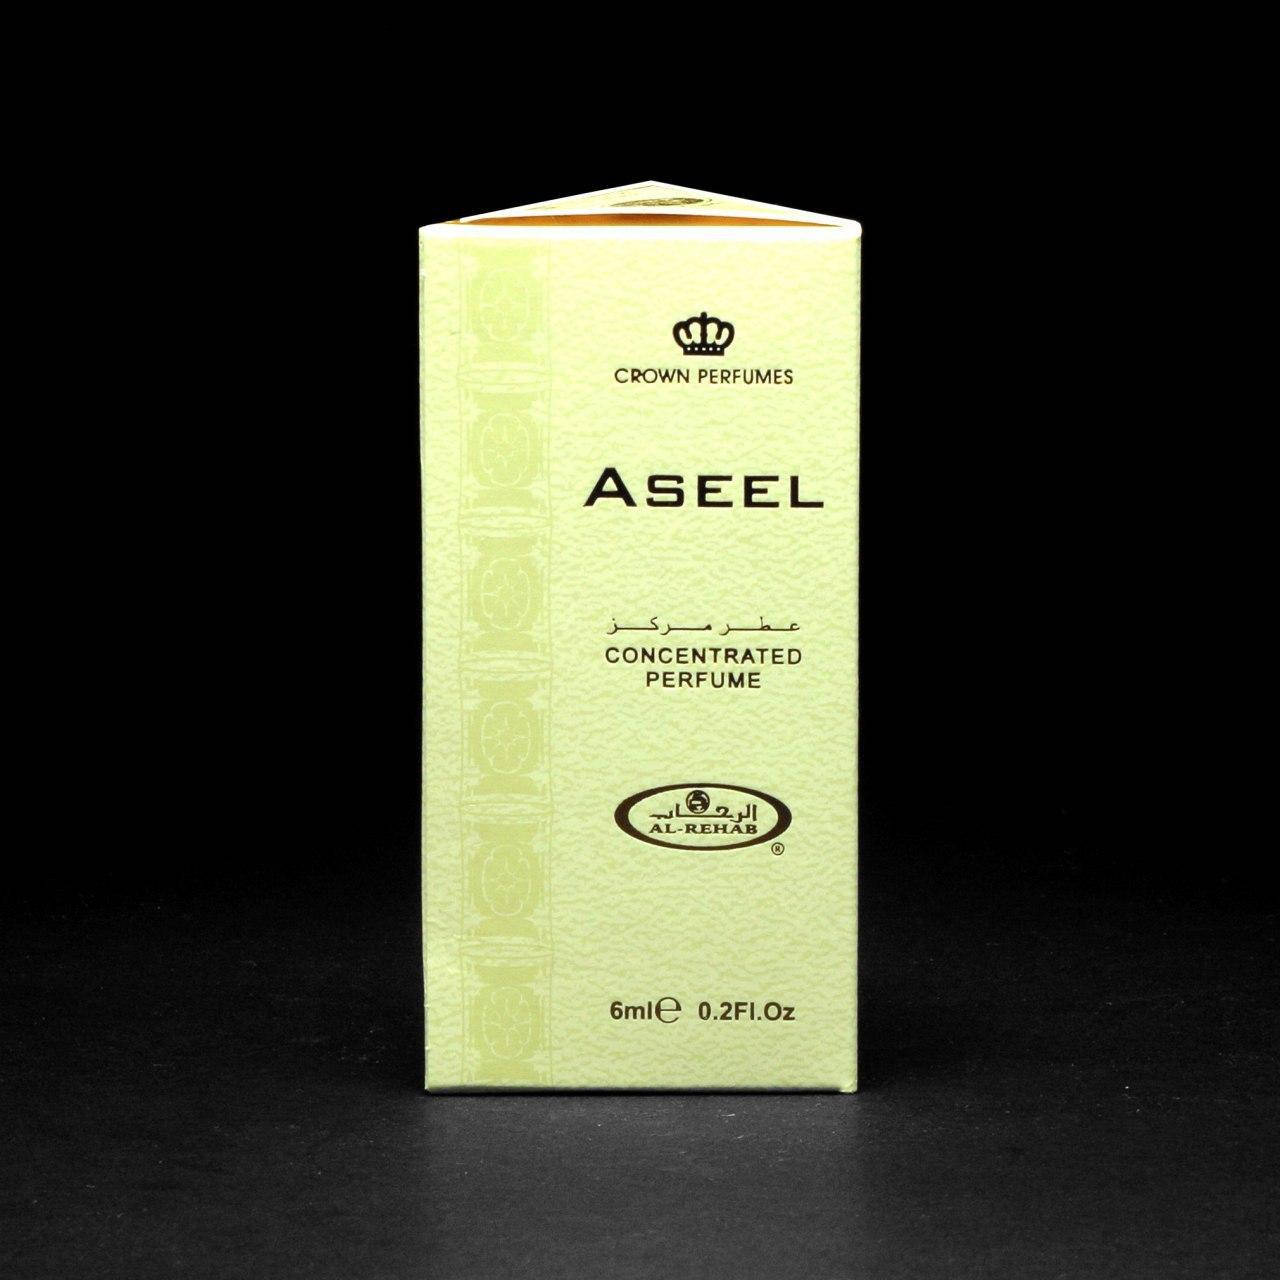 CROWN PERFUMES
ASEEL
عطر مركز
CONCENTRATED
PERFUME
الرحاب
AL-REHAB
®
6ml℮ 0.2Fl.Oz